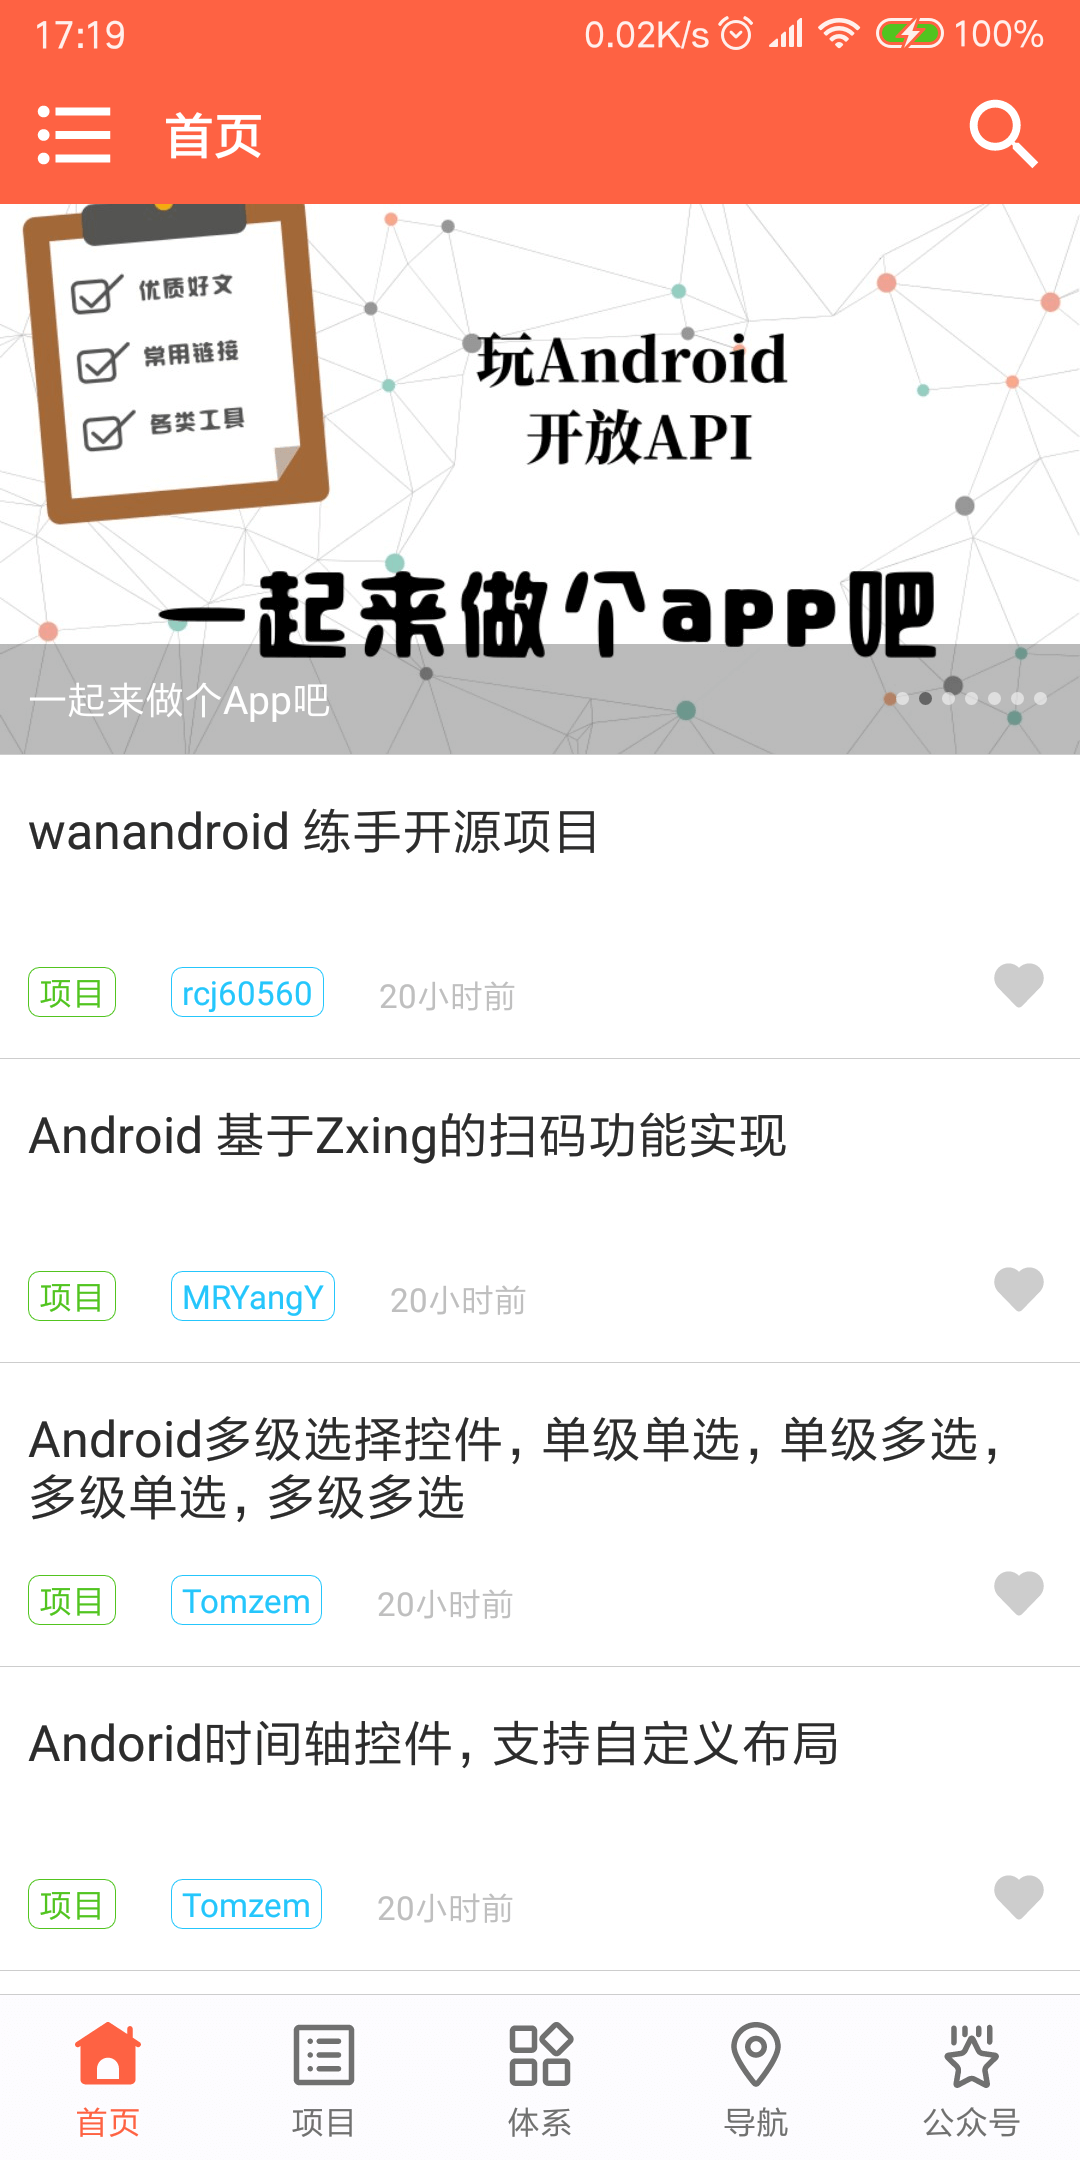 17:19 0.02K/s 100%
首页
优质好文
常用链接
各类工具
玩Android
开放API
一起来做个app吧
一起来做个App吧
wanandroid 练手开源项目
项目 rcj60560 20小时前
Android 基于Zxing的扫码功能实现
项目 MRYangY 20小时前
Android多级选择控件，单级单选，单级多选，
多级单选，多级多选
项目 Tomzem 20小时前
Andorid时间轴控件，支持自定义布局
项目 Tomzem 20小时前
首页 项目 体系 导航 公众号